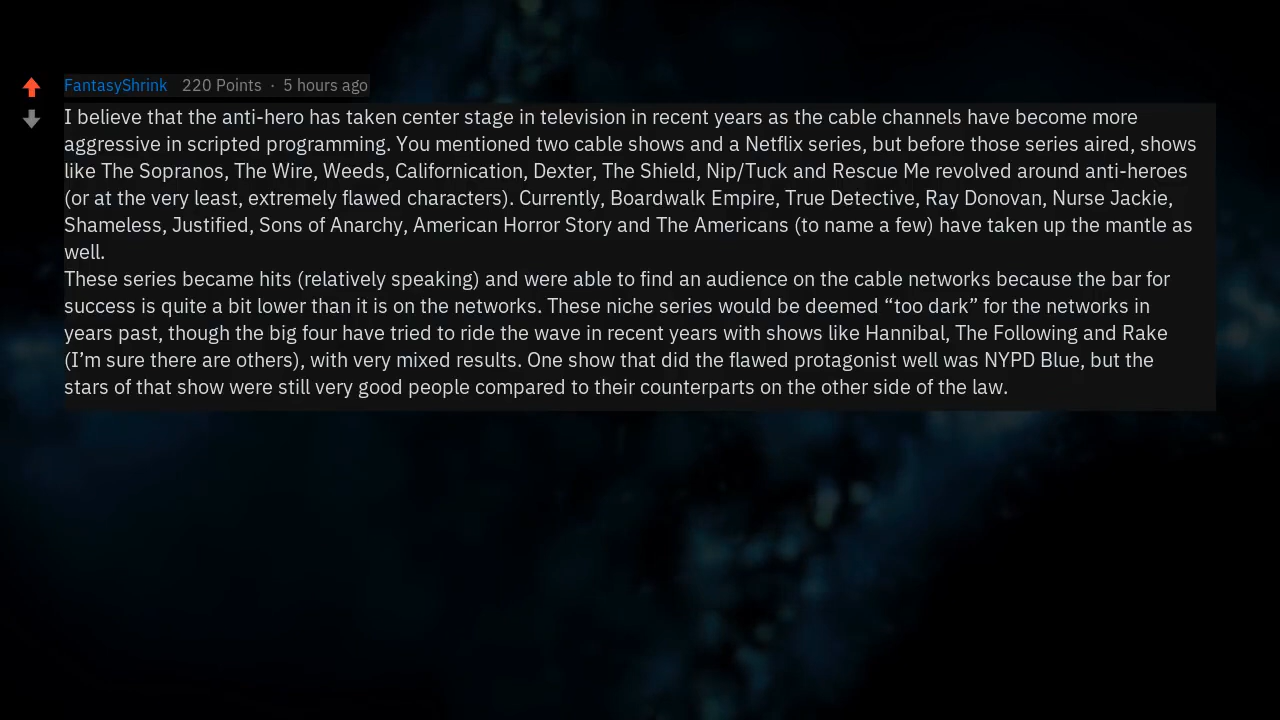 FantasyShrink 220 Points · 5 hours ago
I believe that the anti-hero has taken center stage in television in recent years as the cable channels have become more
aggressive in scripted programming. You mentioned two cable shows and a Netflix series, but before those series aired, shows
like The Sopranos, The Wire, Weeds, Californication, Dexter, The Shield, Nip/Tuck and Rescue Me revolved around anti-heroes
(or at the very least, extremely flawed characters). Currently, Boardwalk Empire, True Detective, Ray Donovan, Nurse Jackie,
Shameless, Justified, Sons of Anarchy, American Horror Story and The Americans (to name a few) have taken up the mantle as
well.
These series became hits (relatively speaking) and were able to find an audience on the cable networks because the bar for
success is quite a bit lower than it is on the networks. These niche series would be deemed “too dark” for the networks in
years past, though the big four have tried to ride the wave in recent years with shows like Hannibal, The Following and Rake
(I’m sure there are others), with very mixed results. One show that did the flawed protagonist well was NYPD Blue, but the
stars of that show were still very good people compared to their counterparts on the other side of the law.